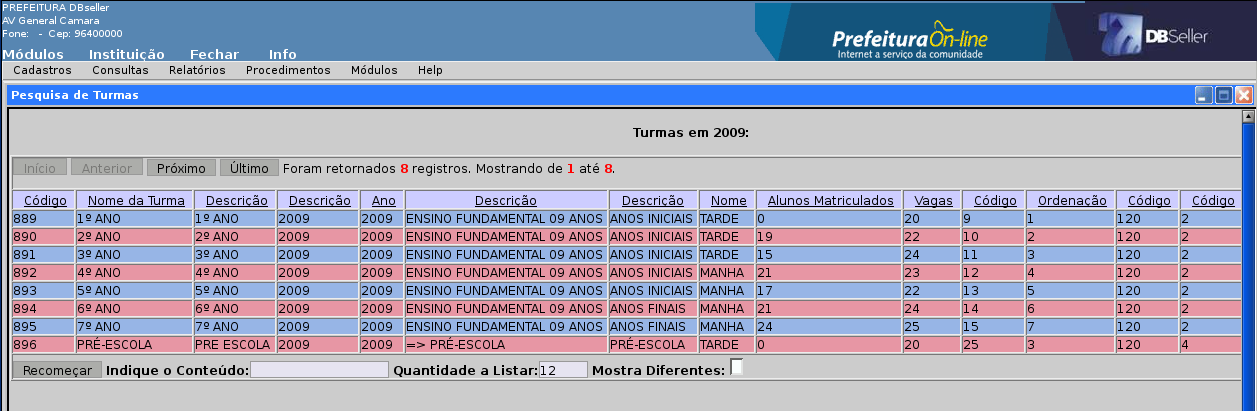 PREFEITURA DBseller
AV General Camara
Fone: - Cep: 96400000
PrefeituraOn-line
Internet a serviço da comunidade
DBSeller
Módulos Instituição Fechar Info
Cadastros Consultas Relatórios Procedimentos Módulos Help
Pesquisa de Turmas
Turmas em 2009:
Início Anterior Próximo Último Foram retornados 8 registros. Mostrando de 1 até 8.
Código Nome da Turma Descrição Descrição Ano Descrição Descrição Nome Alunos Matriculados Vagas Código Ordenação Código Código
889 1º ANO 1º ANO 2009 2009 ENSINO FUNDAMENTAL 09 ANOS ANOS INICIAIS TARDE 0 20 9 1 120 2
890 2º ANO 2º ANO 2009 2009 ENSINO FUNDAMENTAL 09 ANOS ANOS INICIAIS TARDE 19 22 10 2 120 2
891 3º ANO 3º ANO 2009 2009 ENSINO FUNDAMENTAL 09 ANOS ANOS INICIAIS TARDE 15 24 11 3 120 2
892 4º ANO 4º ANO 2009 2009 ENSINO FUNDAMENTAL 09 ANOS ANOS INICIAIS MANHA 21 23 12 4 120 2
893 5º ANO 5º ANO 2009 2009 ENSINO FUNDAMENTAL 09 ANOS ANOS INICIAIS MANHA 17 22 13 5 120 2
894 6º ANO 6º ANO 2009 2009 ENSINO FUNDAMENTAL 09 ANOS ANOS FINAIS MANHA 21 24 14 6 120 2
895 7º ANO 7º ANO 2009 2009 ENSINO FUNDAMENTAL 09 ANOS ANOS FINAIS MANHA 24 25 15 7 120 2
896 PRÉ-ESCOLA PRE ESCOLA 2009 2009 => PRÉ-ESCOLA PRÉ-ESCOLA TARDE 0 20 25 3 120 4
Recomeçar Indique o Conteúdo: Quantidade a Listar: 12 Mostra Diferentes: